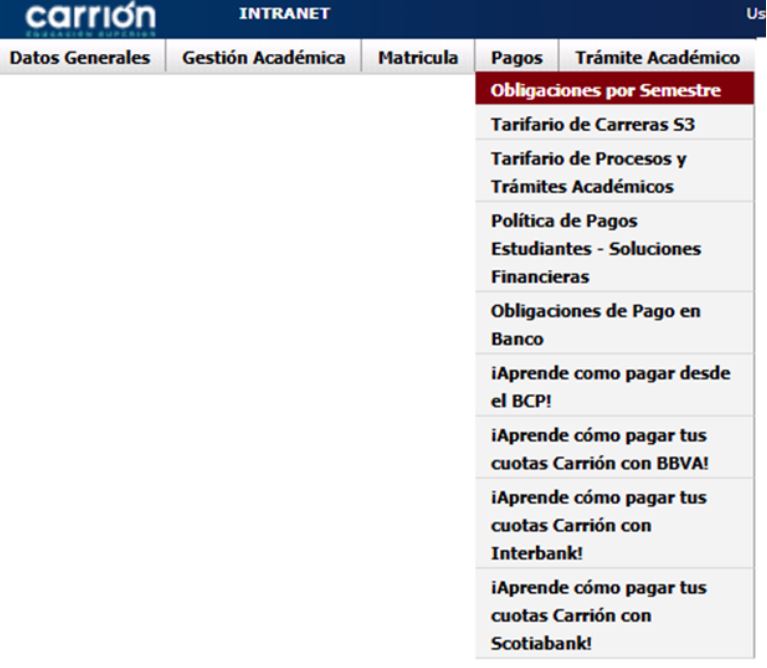 carrión
EDUCACIÓN SUPERIOR
INTRANET
Us
Datos Generales
Gestión Académica
Matricula
Pagos
Trámite Académico
Obligaciones por Semestre
Tarifario de Carreras S3
Tarifario de Procesos y
Trámites Académicos
Política de Pagos
Estudiantes - Soluciones
Financieras
Obligaciones de Pago en
Banco
¡Aprende como pagar desde
el BCP!
¡Aprende cómo pagar tus
cuotas Carrión con BBVA!
¡Aprende cómo pagar tus
cuotas Carrión con
Interbank!
¡Aprende cómo pagar tus
cuotas Carrión con
Scotiabank!